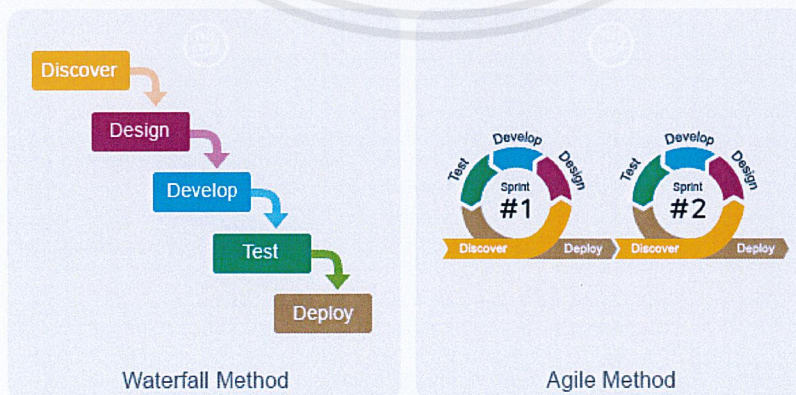 Discover
Design
Develop
Test
Deploy
Waterfall Method
Test
Develop
Design
Sprint
#1
Discover
Deploy
Test
Develop
Design
Sprint
#2
Discover
Deploy
Agile Method